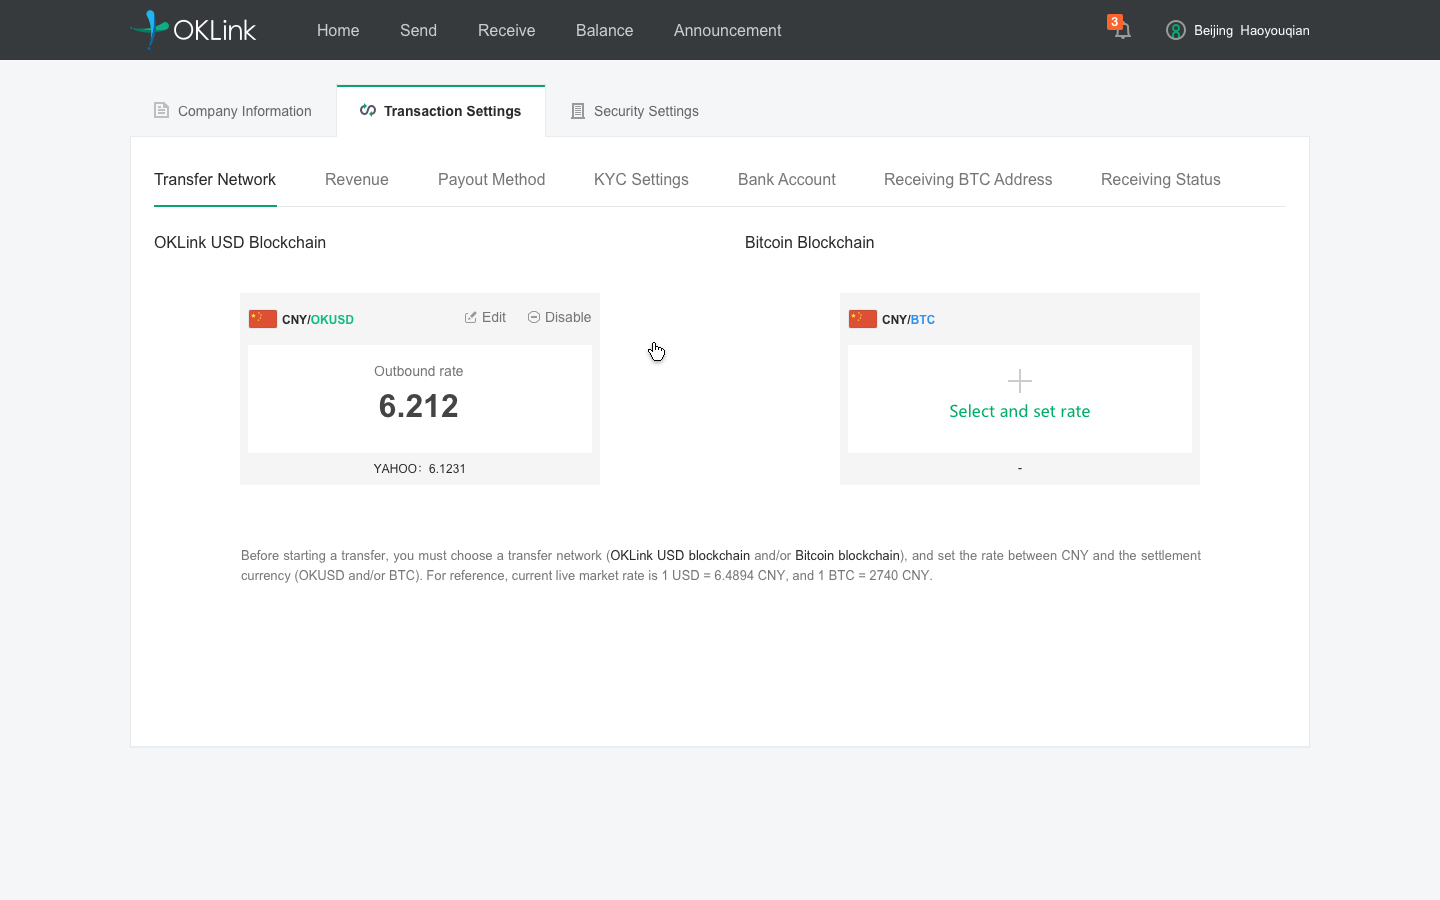 OKLink
Home Send Receive Balance Announcement
3
Beijing Haoyouqian
Company Information
Transaction Settings
Security Settings
Transfer Network Revenue Payout Method KYC Settings Bank Account Receiving BTC Address Receiving Status
OKLink USD Blockchain
Bitcoin Blockchain
CNY/OKUSD
Edit
Disable
Outbound rate
6.212
YAHOO： 6.1231
CNY/BTC
Select and set rate
-
Before starting a transfer, you must choose a transfer network (OKLink USD blockchain and/or Bitcoin blockchain), and set the rate between CNY and the settlement
currency (OKUSD and/or BTC). For reference, current live market rate is 1 USD = 6.4894 CNY, and 1 BTC = 2740 CNY.